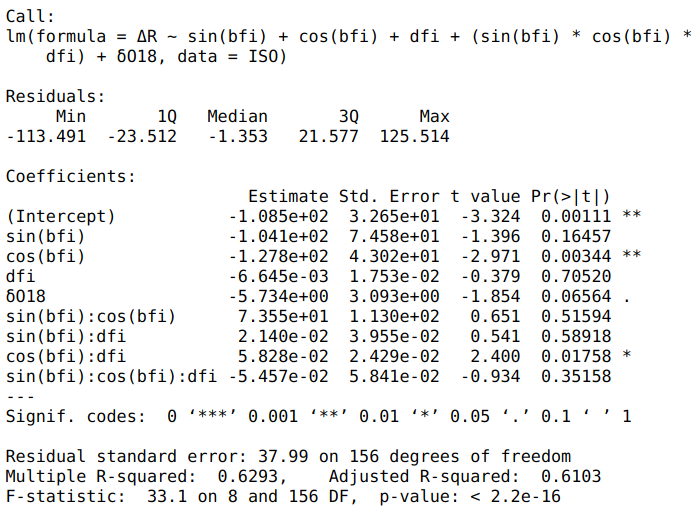 Call:
lm(formula = ΔR ~ sin(bfi) + cos(bfi) + dfi + (sin(bfi) * cos(bfi) *
    dfi) + δO18, data = ISO)

Residuals:
     Min       1Q   Median       3Q      Max
-113.491  -23.512   -1.353   21.577  125.514

Coefficients:
                        Estimate Std. Error t value Pr(>|t|)
(Intercept)           -1.085e+02  3.265e+01  -3.324  0.00111 **
sin(bfi)              -1.041e+02  7.458e+01  -1.396  0.16457
cos(bfi)              -1.278e+02  4.302e+01  -2.971  0.00344 **
dfi                   -6.645e-03  1.753e-02  -0.379  0.70520
δO18                  -5.734e+00  3.093e+00  -1.854  0.06564 .
sin(bfi):cos(bfi)      7.355e+01  1.130e+02   0.651  0.51594
sin(bfi):dfi           2.140e-02  3.955e-02   0.541  0.58918
cos(bfi):dfi           5.828e-02  2.429e-02   2.400  0.01758 *
sin(bfi):cos(bfi):dfi -5.457e-02  5.841e-02  -0.934  0.35158
---
Signif. codes:  0 ‘***’ 0.001 ‘**’ 0.01 ‘*’ 0.05 ‘.’ 0.1 ‘ ’ 1

Residual standard error: 37.99 on 156 degrees of freedom
Multiple R-squared:  0.6293,	Adjusted R-squared:  0.6103
F-statistic:  33.1 on 8 and 156 DF,  p-value: < 2.2e-16